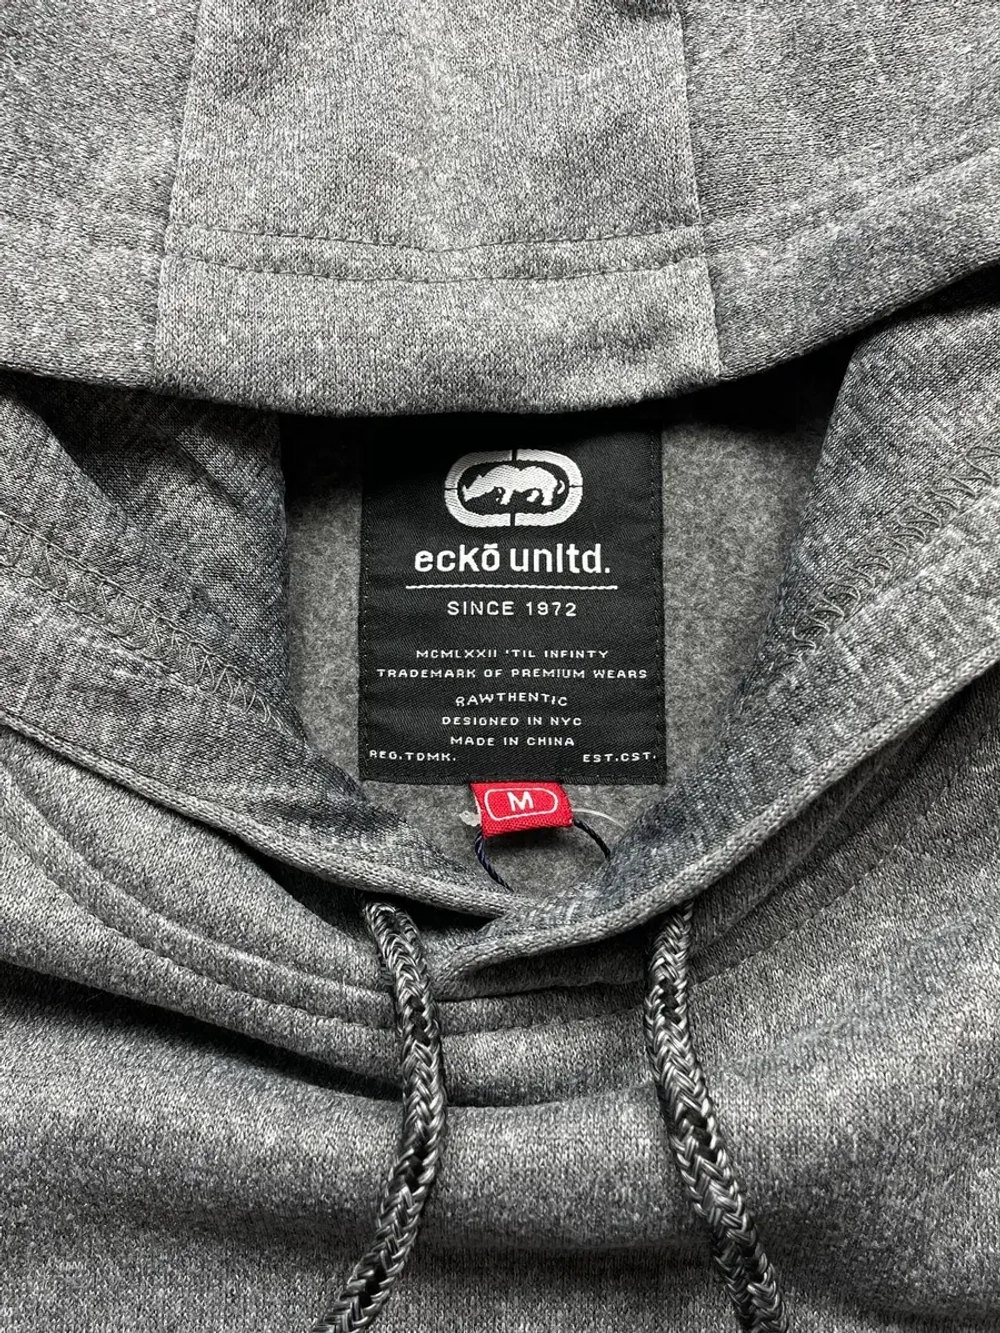 eckō unltd.
SINCE 1972
MCMLXXII 'TIL INFINTY
TRADEMARK OF PREMIUM WEARS
RAWTHENTIC
DESIGNED IN NYC
MADE IN CHINA
REG.TDMK. EST.CST.
M